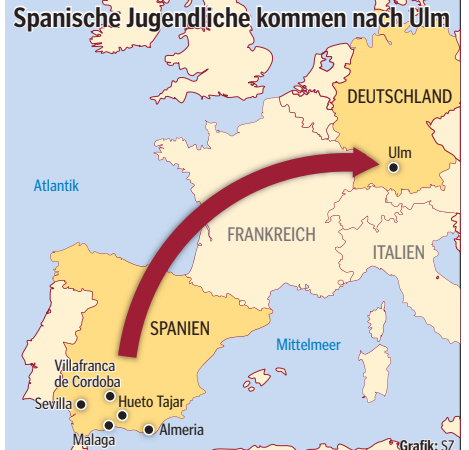 Spanische Jugendliche kommen nach Ulm
DEUTSCHLAND
Ulm
Atlantik
FRANKREICH
ITALIEN
SPANIEN
Mittelmeer
Villafranca
de Cordoba
Sevilla
Hueto Tajar
Malaga
Almeria
Grafik: SZ